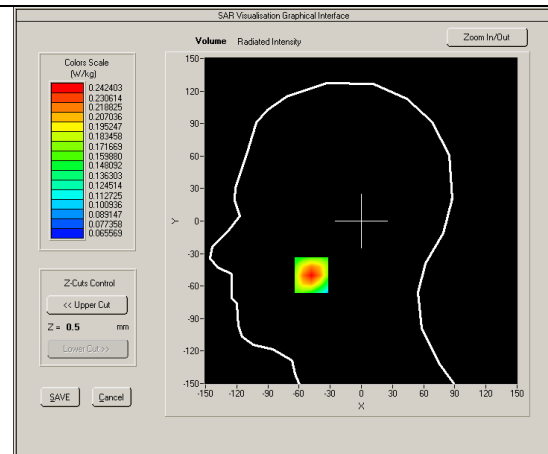 SAR Visualisation Graphical Interface
Volume Radiated Intensity
Zoom In/Out
Colors Scale
(W/kg)
0.242403
0.230614
0.218825
0.207036
0.195247
0.183458
0.171669
0.159880
0.148092
0.136303
0.124514
0.112725
0.100936
0.089147
0.077358
0.065569
Z-Cuts Control
<< Upper Cut
Z = 0.5 mm
Lower Cut >>
SAVE Cancel
150
120
90
60
30
0
-30
-60
-90
-120
-150
Y
-150 -120 -90 -60 -30 0 30 60 90 120 150
X